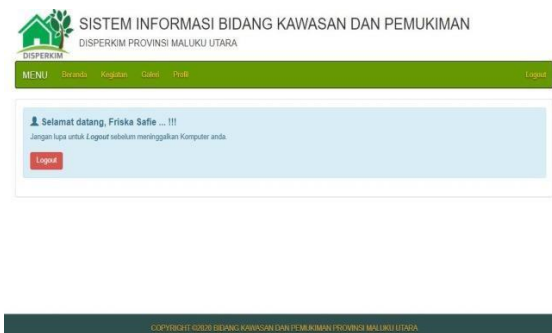 SISTEM INFORMASI BIDANG KAWASAN DAN PEMUKIMAN
DISPERKIM PROVINSI MALUKU UTARA
DISPERKIM
MENU Beranda Kegiatan Galeri Profil Logout
Selamat datang, Friska Safie ... !!!
Jangan lupa untuk Logout sebelum meninggalkan Komputer anda.
Logout
COPYRIGHT ©2020 BIDANG KAWASAN DAN PEMUKIMAN PROVINSI MALUKU UTARA